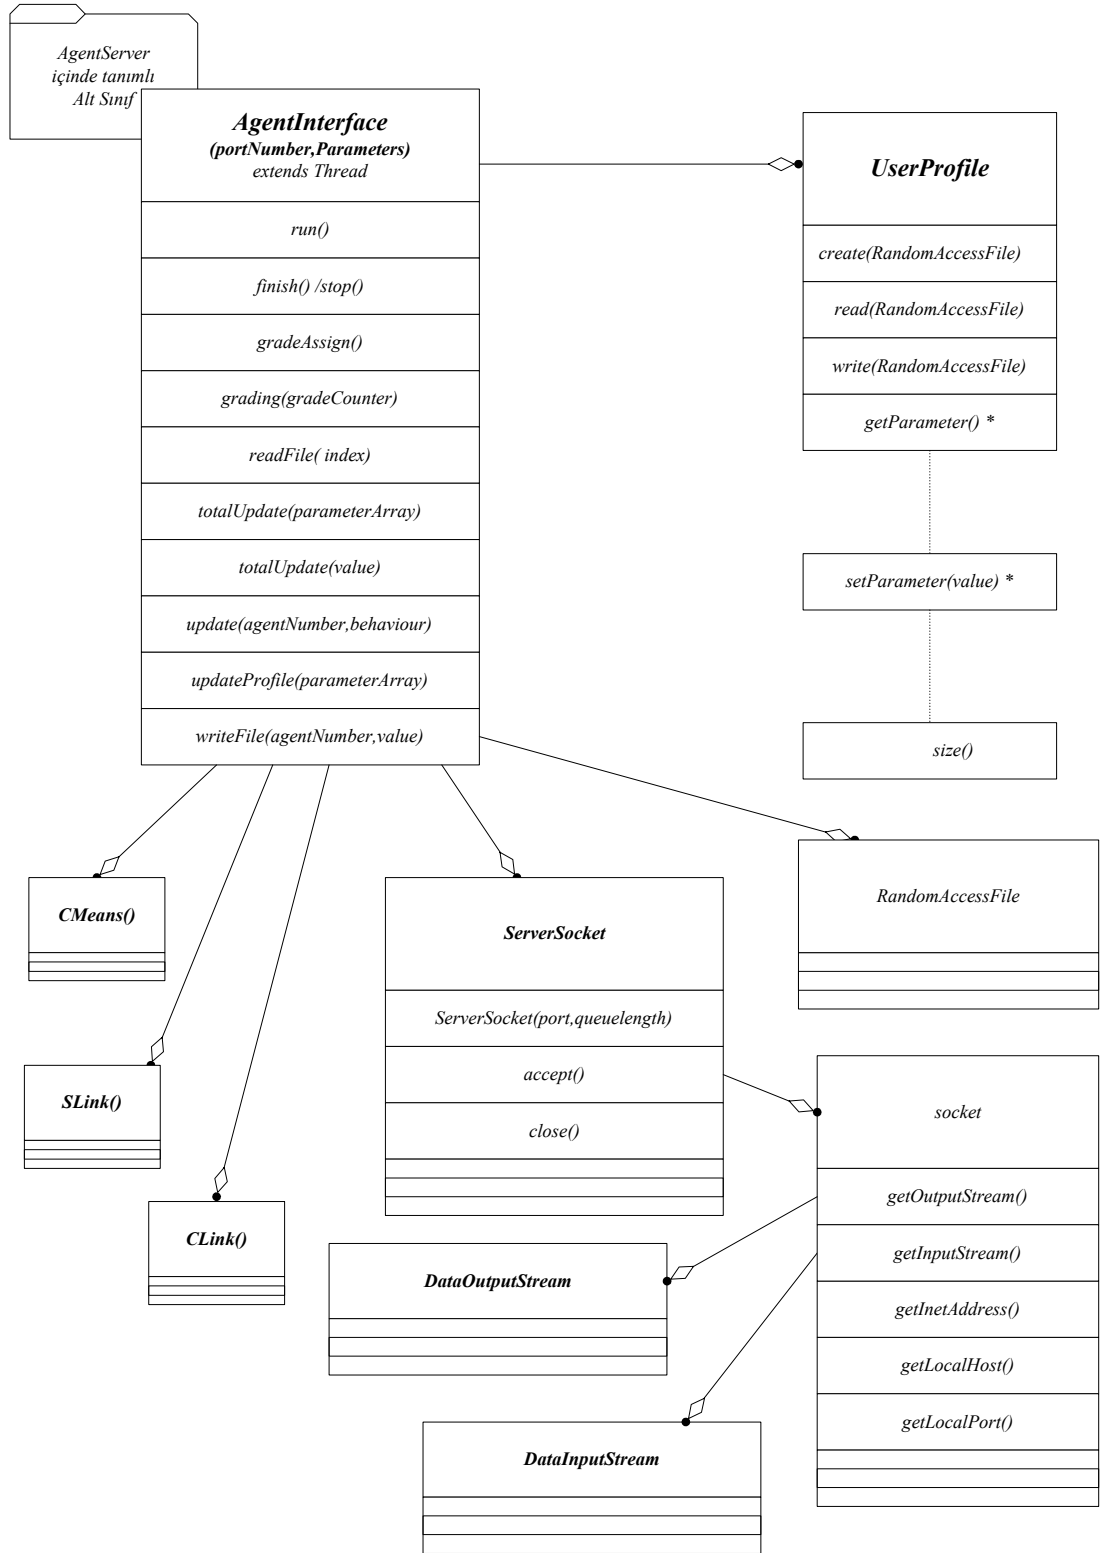 AgentServer
içinde tanımlı
Alt Sınıf
AgentInterface
(portNumber,Parameters)
extends Thread
run()
finish() /stop()
gradeAssign()
grading(gradeCounter)
readFile( index)
totalUpdate(parameterArray)
totalUpdate(value)
update(agentNumber,behaviour)
updateProfile(parameterArray)
writeFile(agentNumber,value)
UserProfile
create(RandomAccessFile)
read(RandomAccessFile)
write(RandomAccessFile)
getParameter() *
setParameter(value) *
size()
CMeans()
SLink()
CLink()
ServerSocket
ServerSocket(port,queuelength)
accept()
close()
RandomAccessFile
socket
getOutputStream()
getInputStream()
getInetAddress()
getLocalHost()
getLocalPort()
DataOutputStream
DataInputStream